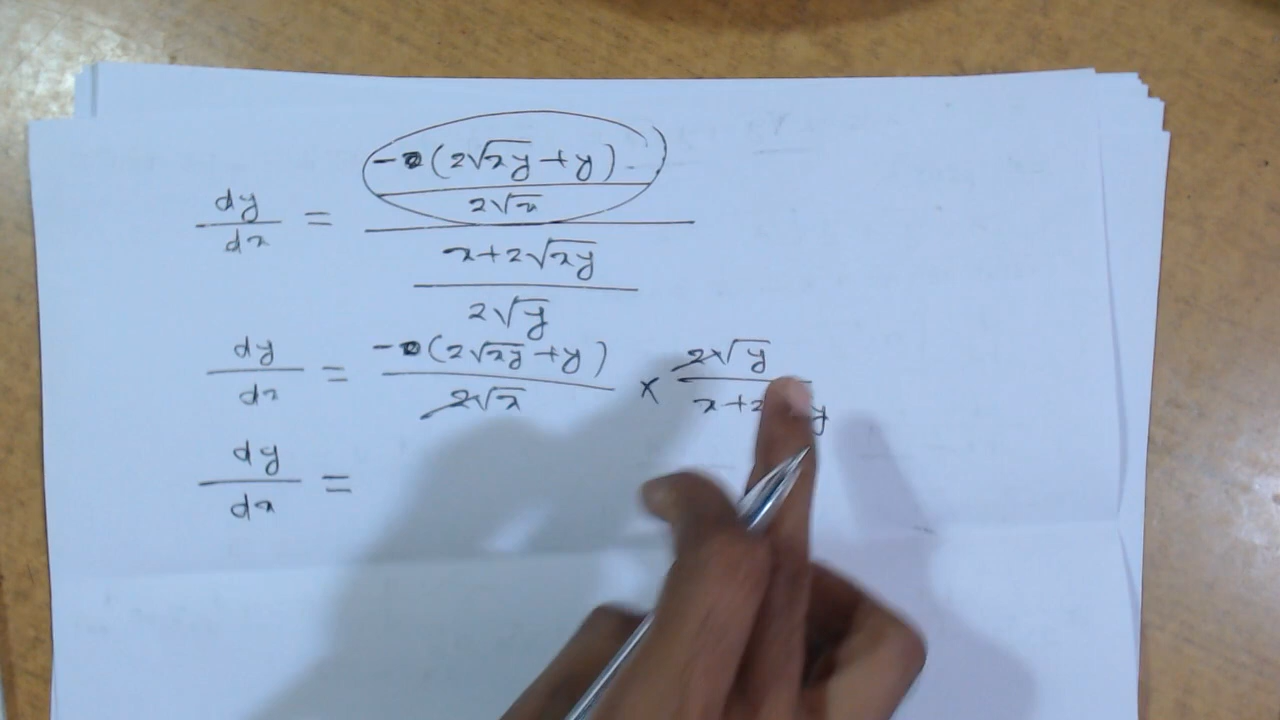 dy/dx = (-(2√xy + y) / 2√x) / ((x + 2√xy) / 2√y)
dy/dx = -(2√xy + y) / 2√x × 2√y / x + 2 y
dy/dx =